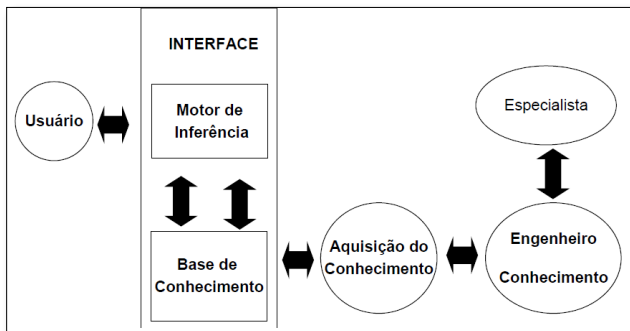 INTERFACE
Usuário
Motor de
Inferência
Base de
Conhecimento
Aquisição do
Conhecimento
Especialista
Engenheiro
Conhecimento